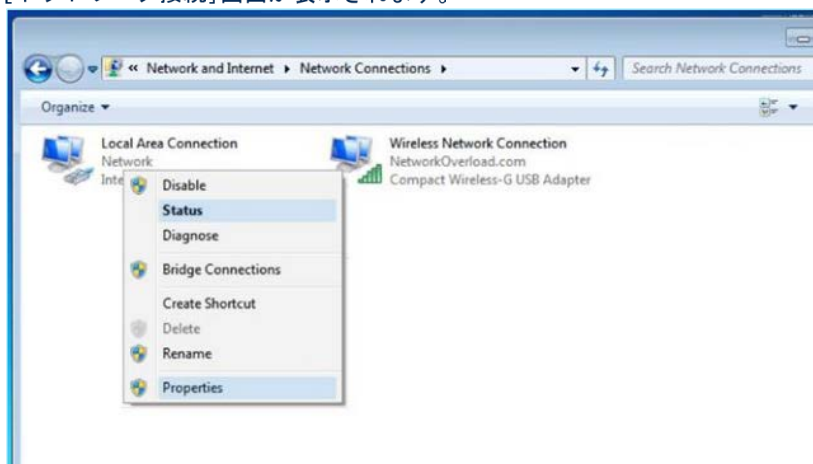 « Network and Internet ▸ Network Connections ▸
Search Network Connections
Organize
Local Area Connection
Network
Wireless Network Connection
NetworkOverload.com
Compact Wireless-G USB Adapter
Disable
Status
Diagnose
Bridge Connections
Create Shortcut
Delete
Rename
Properties